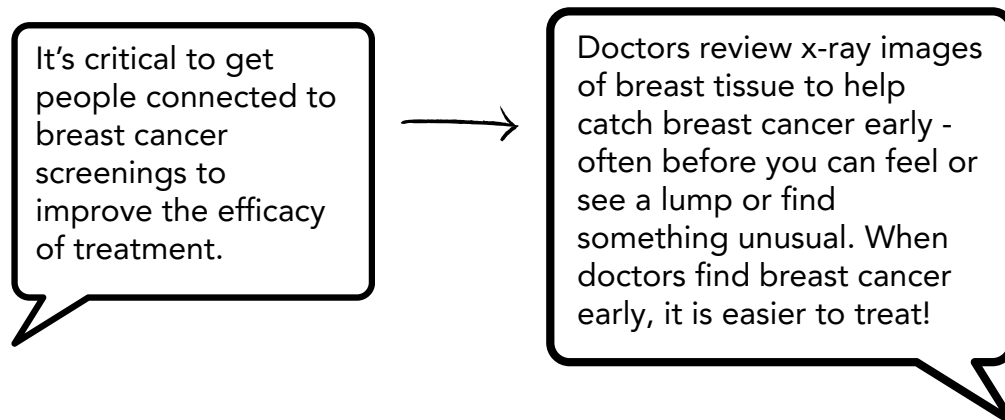 It’s critical to get
people connected to
breast cancer
screenings to
improve the efficacy
of treatment.
Doctors review x-ray images
of breast tissue to help
catch breast cancer early -
often before you can feel or
see a lump or find
something unusual. When
doctors find breast cancer
early, it is easier to treat!